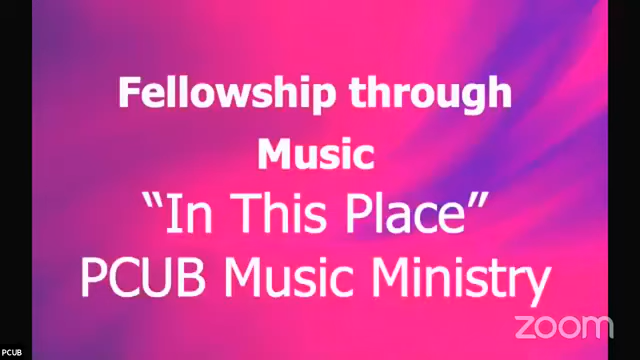 Fellowship through
Music
“In This Place”
PCUB Music Ministry
zoom
PCUB